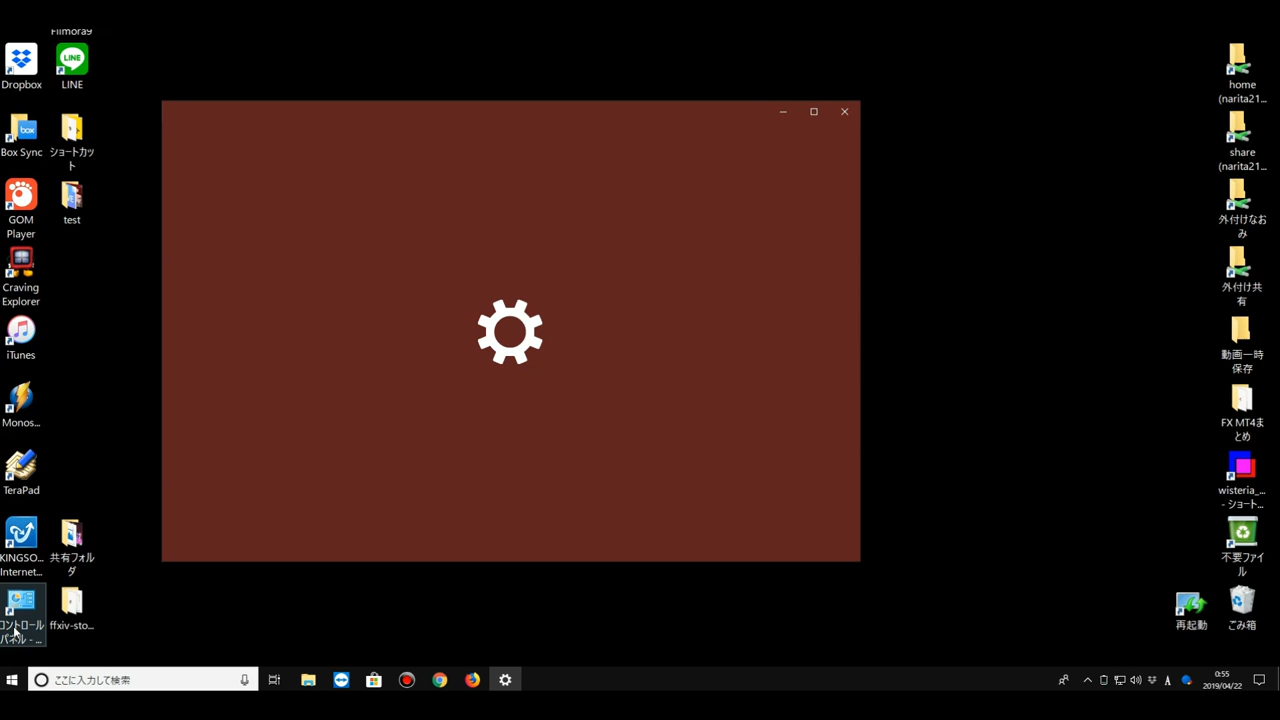 Filmora9
Dropbox
LINE
Box Sync
box
ショートカッ
ト
GOM
Player
test
Craving
Explorer
iTunes
Monos...
TeraPad
KINGSO...
Internet...
共有フォル
ダ
コントロール
パネル - ...
ffxiv-sto...
home
(narita21...
share
(narita21...
外付けなお
み
外付け共
有
動画一時
保存
FX MT4ま
とめ
wisteria_...
- ショート...
不要ファイ
ル
再起動
ごみ箱
ここに入力して検索
A
0:55
2019/04/22